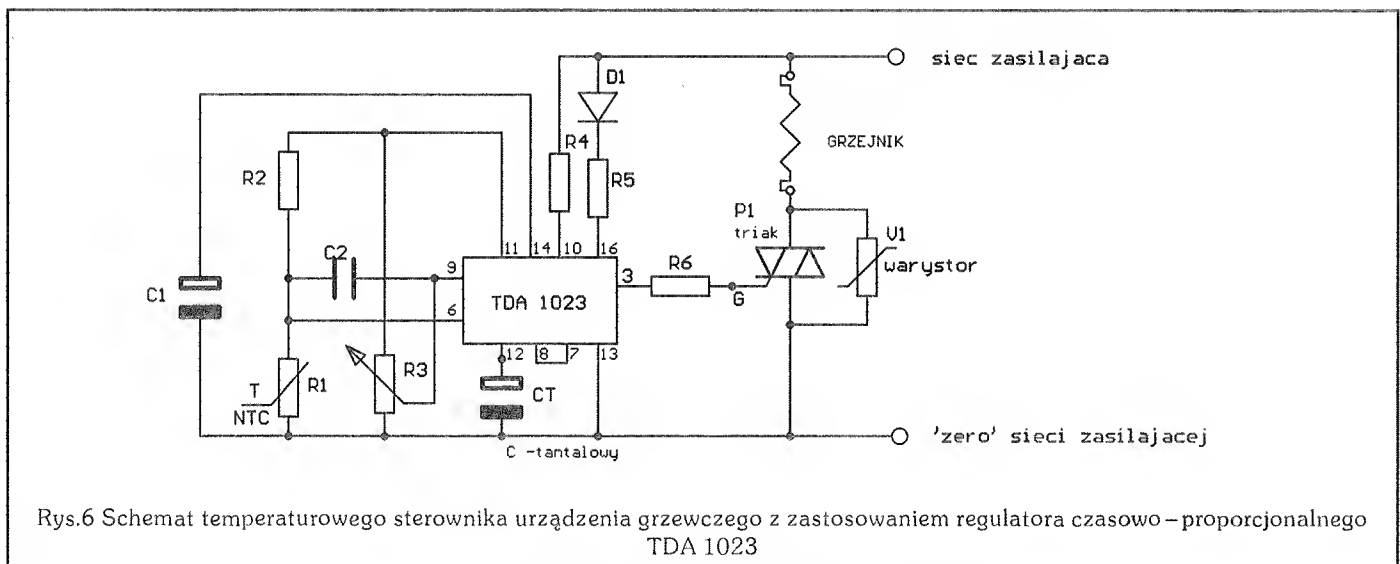 siec zasilajaca
D1
R4
GRZEJNIK
R2
R5
P1
triak
V1
warystor
C2
11 14 10 16
9
R6
3
C1
TDA 1023
G
6
12 8 7 13
T
NTC
R1
R3
CT
C -tantalowy
'zero' sieci zasilajacej
Rys.6 Schemat temperaturowego sterownika urządzenia grzewczego z zastosowaniem regulatora czasowo–proporcjonalnego
TDA 1023